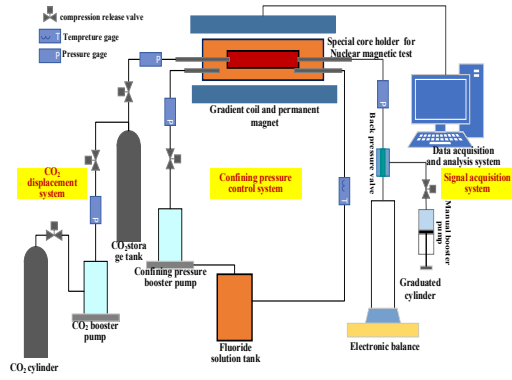 compression release valve
T
Tempreture gage
P
Pressure gage
Special core holder for
Nuclear magnetic test
P
P
P
Gradient coil and permanent
magnet
Back pressure valve
Data acquisition
and analysis system
CO2
displacement
system
Confining pressure
control system
Signal acquisition
system
T
P
Manual booster
pump
CO2stora
ge tank
Confining pressure
booster pump
Graduated
cylinder
CO2 booster
pump
Fluoride
solution tank
Electronic balance
CO2 cylinder